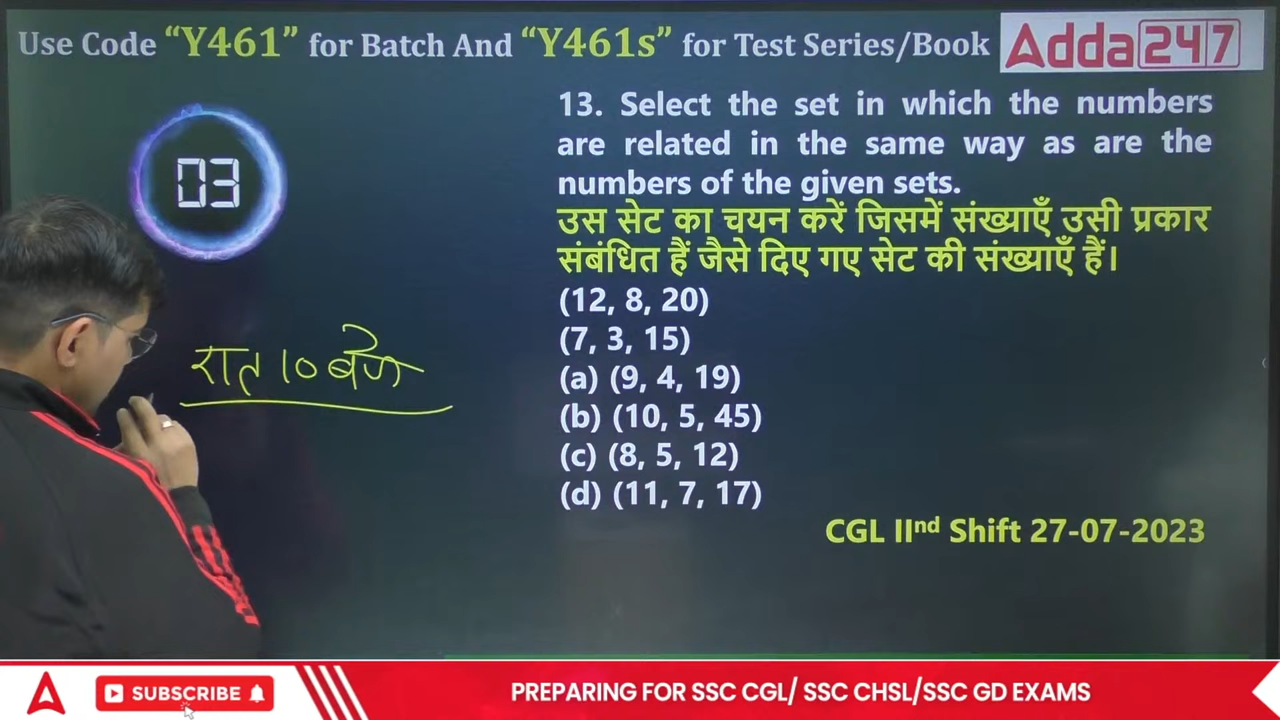 Use Code “Y461” for Batch And “Y461s” for Test Series/Book
Adda247
03
13. Select the set in which the numbers
are related in the same way as are the
numbers of the given sets.
उस सेट का चयन करें जिसमें संख्याएँ उसी प्रकार
संबंधित हैं जैसे दिए गए सेट की संख्याएँ हैं।
(12, 8, 20)
(7, 3, 15)
(a) (9, 4, 19)
(b) (10, 5, 45)
(c) (8, 5, 12)
(d) (11, 7, 17)
CGL IInd Shift 27-07-2023
रात 10 बजे
SUBSCRIBE
PREPARING FOR SSC CGL/ SSC CHSL/SSC GD EXAMS